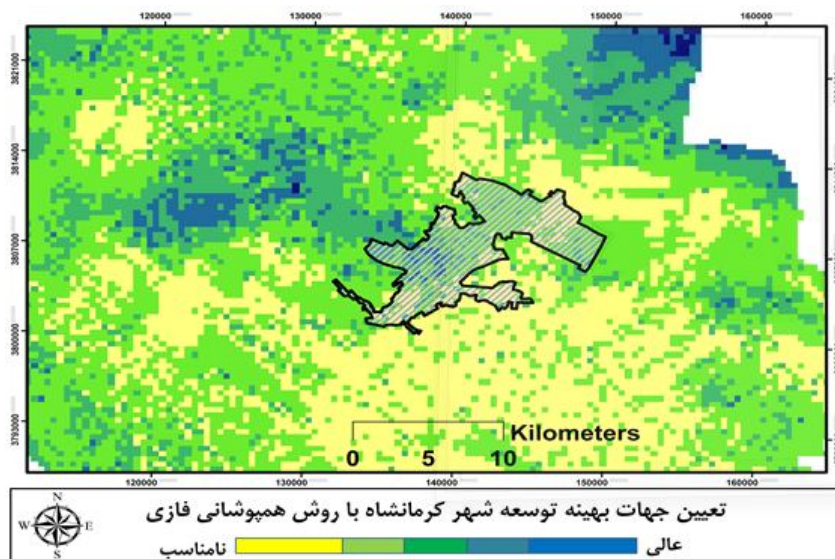 120000 130000 140000 150000 160000
3821000
3814000
3807000
3800000
3793000
Kilometers
0 5 10
120000 130000 140000 150000 160000
تعیین جهات بهینه توسعه شهر کرمانشاه با روش همپوشانی فازی
N
W E
S
عالی نامناسب